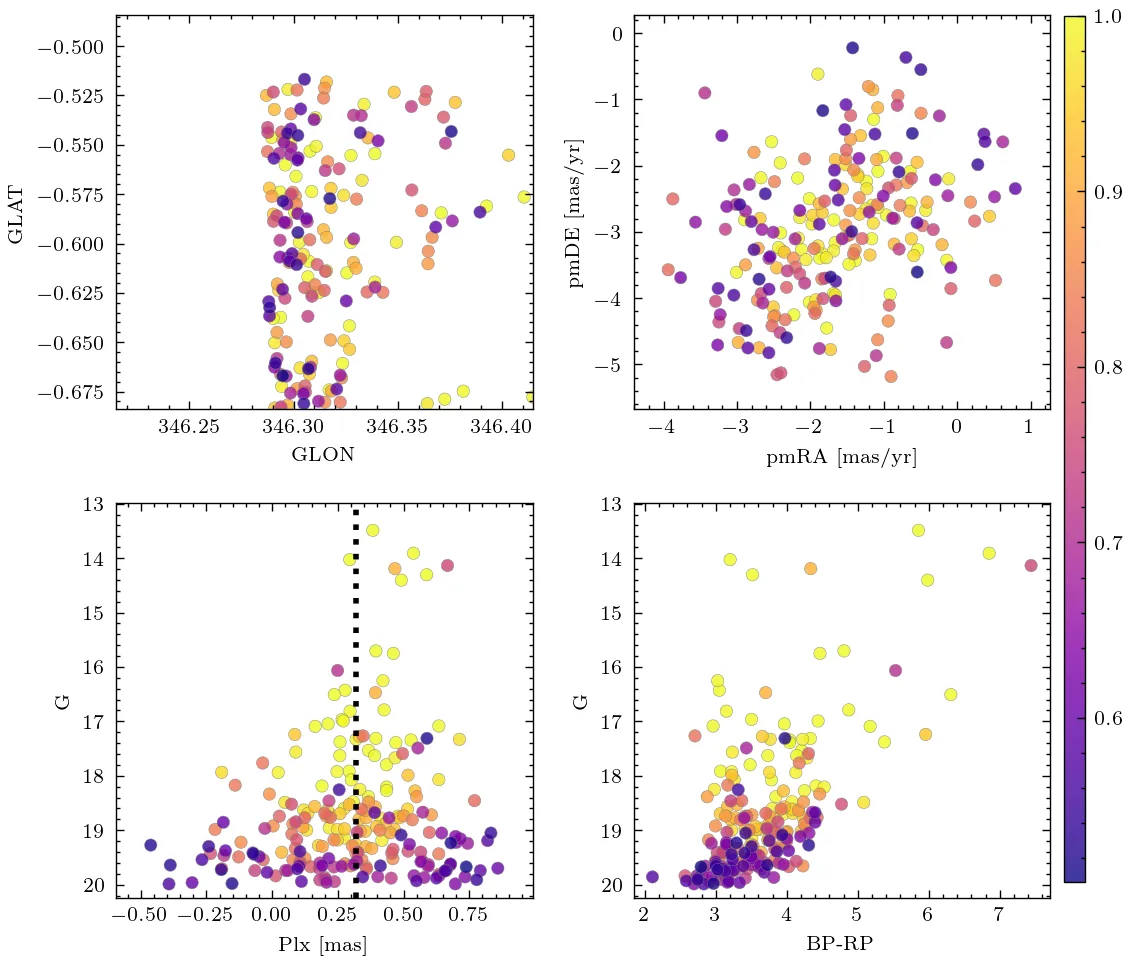 −0.500
−0.525
−0.550
−0.575
−0.600
−0.625
−0.650
−0.675
GLAT
346.25 346.30 346.35 346.40
GLON
0
−1
−2
−3
−4
−5
pmDE [mas/yr]
−4 −3 −2 −1 0 1
pmRA [mas/yr]
1.0
0.9
0.8
0.7
0.6
13
14
15
16
17
18
19
20
G
−0.50 −0.25 0.00 0.25 0.50 0.75
Plx [mas]
13
14
15
16
17
18
19
20
G
2 3 4 5 6 7
BP-RP